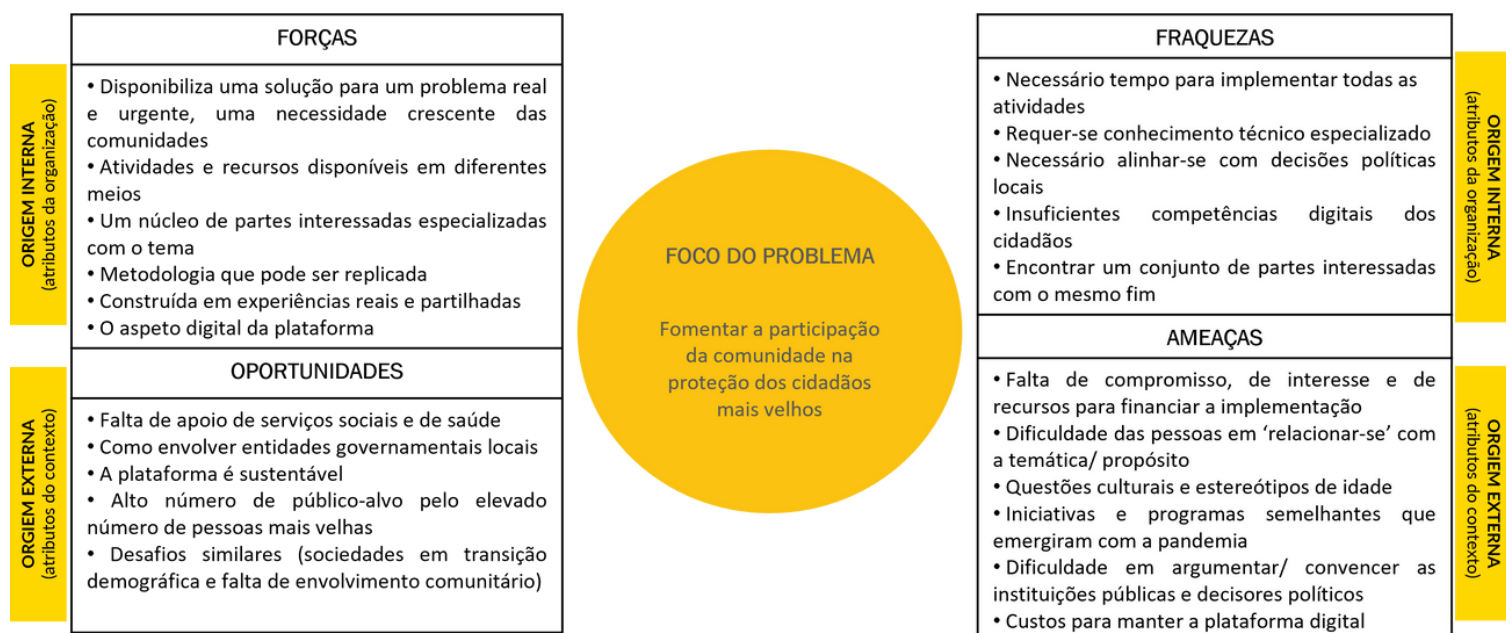 ORIGEM INTERNA
(atributos da organização)
FORÇAS
• Disponibiliza uma solução para um problema real
e urgente, uma necessidade crescente das
comunidades
• Atividades e recursos disponíveis em diferentes
meios
• Um núcleo de partes interessadas especializadas
com o tema
• Metodologia que pode ser replicada
• Construída em experiências reais e partilhadas
• O aspeto digital da plataforma
ORGIEM EXTERNA
(atributos do contexto)
OPORTUNIDADES
• Falta de apoio de serviços sociais e de saúde
• Como envolver entidades governamentais locais
• A plataforma é sustentável
• Alto número de público-alvo pelo elevado
número de pessoas mais velhas
• Desafios similares (sociedades em transição
demográfica e falta de envolvimento comunitário)
FOCO DO PROBLEMA
Fomentar a participação
da comunidade na
proteção dos cidadãos
mais velhos
FRAQUEZAS
• Necessário tempo para implementar todas as
atividades
• Requer-se conhecimento técnico especializado
• Necessário alinhar-se com decisões políticas
locais
• Insuficientes competências digitais dos
cidadãos
• Encontrar um conjunto de partes interessadas
com o mesmo fim
ORIGEM INTERNA
(atributos da organização)
AMEAÇAS
• Falta de compromisso, de interesse e de
recursos para financiar a implementação
• Dificuldade das pessoas em ‘relacionar-se’ com
a temática/ propósito
• Questões culturais e estereótipos de idade
• Iniciativas e programas semelhantes que
emergiram com a pandemia
• Dificuldade em argumentar/ convencer as
instituições públicas e decisores políticos
• Custos para manter a plataforma digital
ORGIEM EXTERNA
(atributos do contexto)